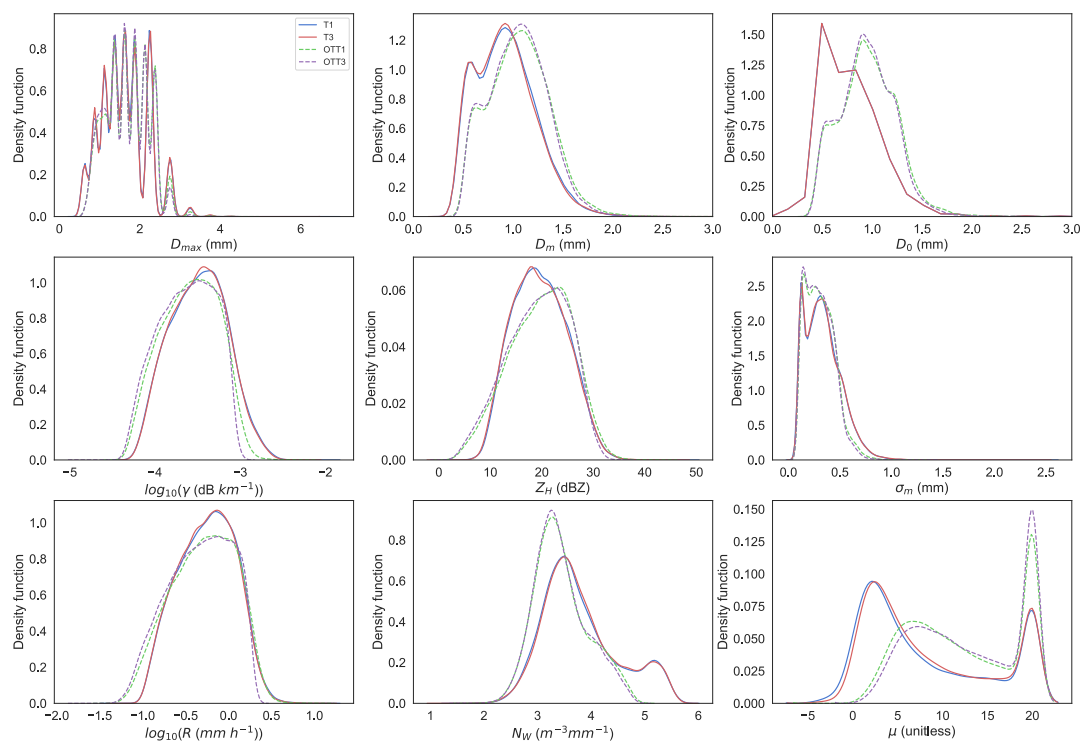 T1
T3
OTT1
OTT3
Density function
0.0
0.2
0.4
0.6
0.8
0 2 4 6
D_max (mm)
Density function
0.0
0.2
0.4
0.6
0.8
1.0
1.2
0.0 0.5 1.0 1.5 2.0 2.5 3.0
D_m (mm)
Density function
0.00
0.25
0.50
0.75
1.00
1.25
1.50
0.0 0.5 1.0 1.5 2.0 2.5 3.0
D_0 (mm)
Density function
0.0
0.2
0.4
0.6
0.8
1.0
−5 −4 −3 −2
log_10(γ (dB km^−1))
Density function
0.00
0.02
0.04
0.06
0 10 20 30 40 50
Z_H (dBZ)
Density function
0.0
0.5
1.0
1.5
2.0
2.5
0.0 0.5 1.0 1.5 2.0 2.5
σ_m (mm)
Density function
0.0
0.2
0.4
0.6
0.8
1.0
−2.0 −1.5 −1.0 −0.5 0.0 0.5 1.0
log_10(R (mm h^−1))
Density function
0.0
0.2
0.4
0.6
0.8
1 2 3 4 5 6
N_W (m^−3mm^−1)
Density function
0.000
0.025
0.050
0.075
0.100
0.125
0.150
−5 0 5 10 15 20
μ (unitless)